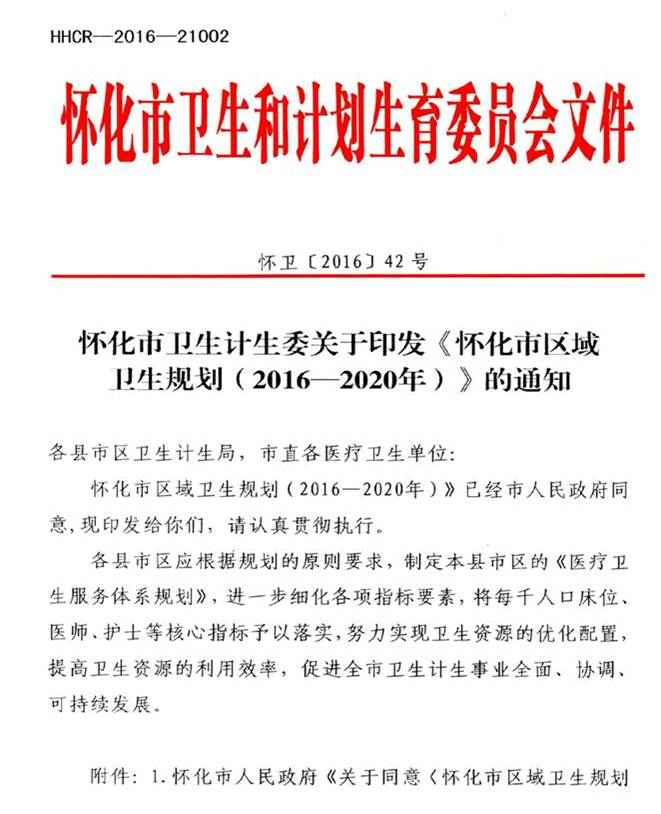 HHCR—2016—21002
怀化市卫生和计划生育委员会文件
怀卫〔2016〕42号
怀化市卫生计生委关于印发《怀化市区域
卫生规划（2016—2020年）》的通知
各县市区卫生计生局，市直各医疗卫生单位：
怀化市区域卫生规划（2016—2020年）》已经市人民政府同
意,现印发给你们，请认真贯彻执行。
各县市区应根据规划的原则要求，制定本县市区的《医疗卫
生服务体系规划》，进一步细化各项指标要素，将每千人口床位、
医师、护士等核心指标予以落实，努力实现卫生资源的优化配置，
提高卫生资源的利用效率，促进全市卫生计生事业全面、协调、
可持续发展。
附件：1.怀化市人民政府《关于同意〈怀化市区域卫生规划